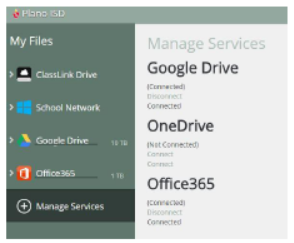 Plano ISD
My Files
ClassLink Drive
School Network
Google Drive 10 TB
Office365 1 TB
Manage Services
Manage Services
Google Drive
(Connected)
Disconnect
Connected
OneDrive
(Not Connected)
Connect
Connect
Office365
(Connected)
Disconnect
Connected